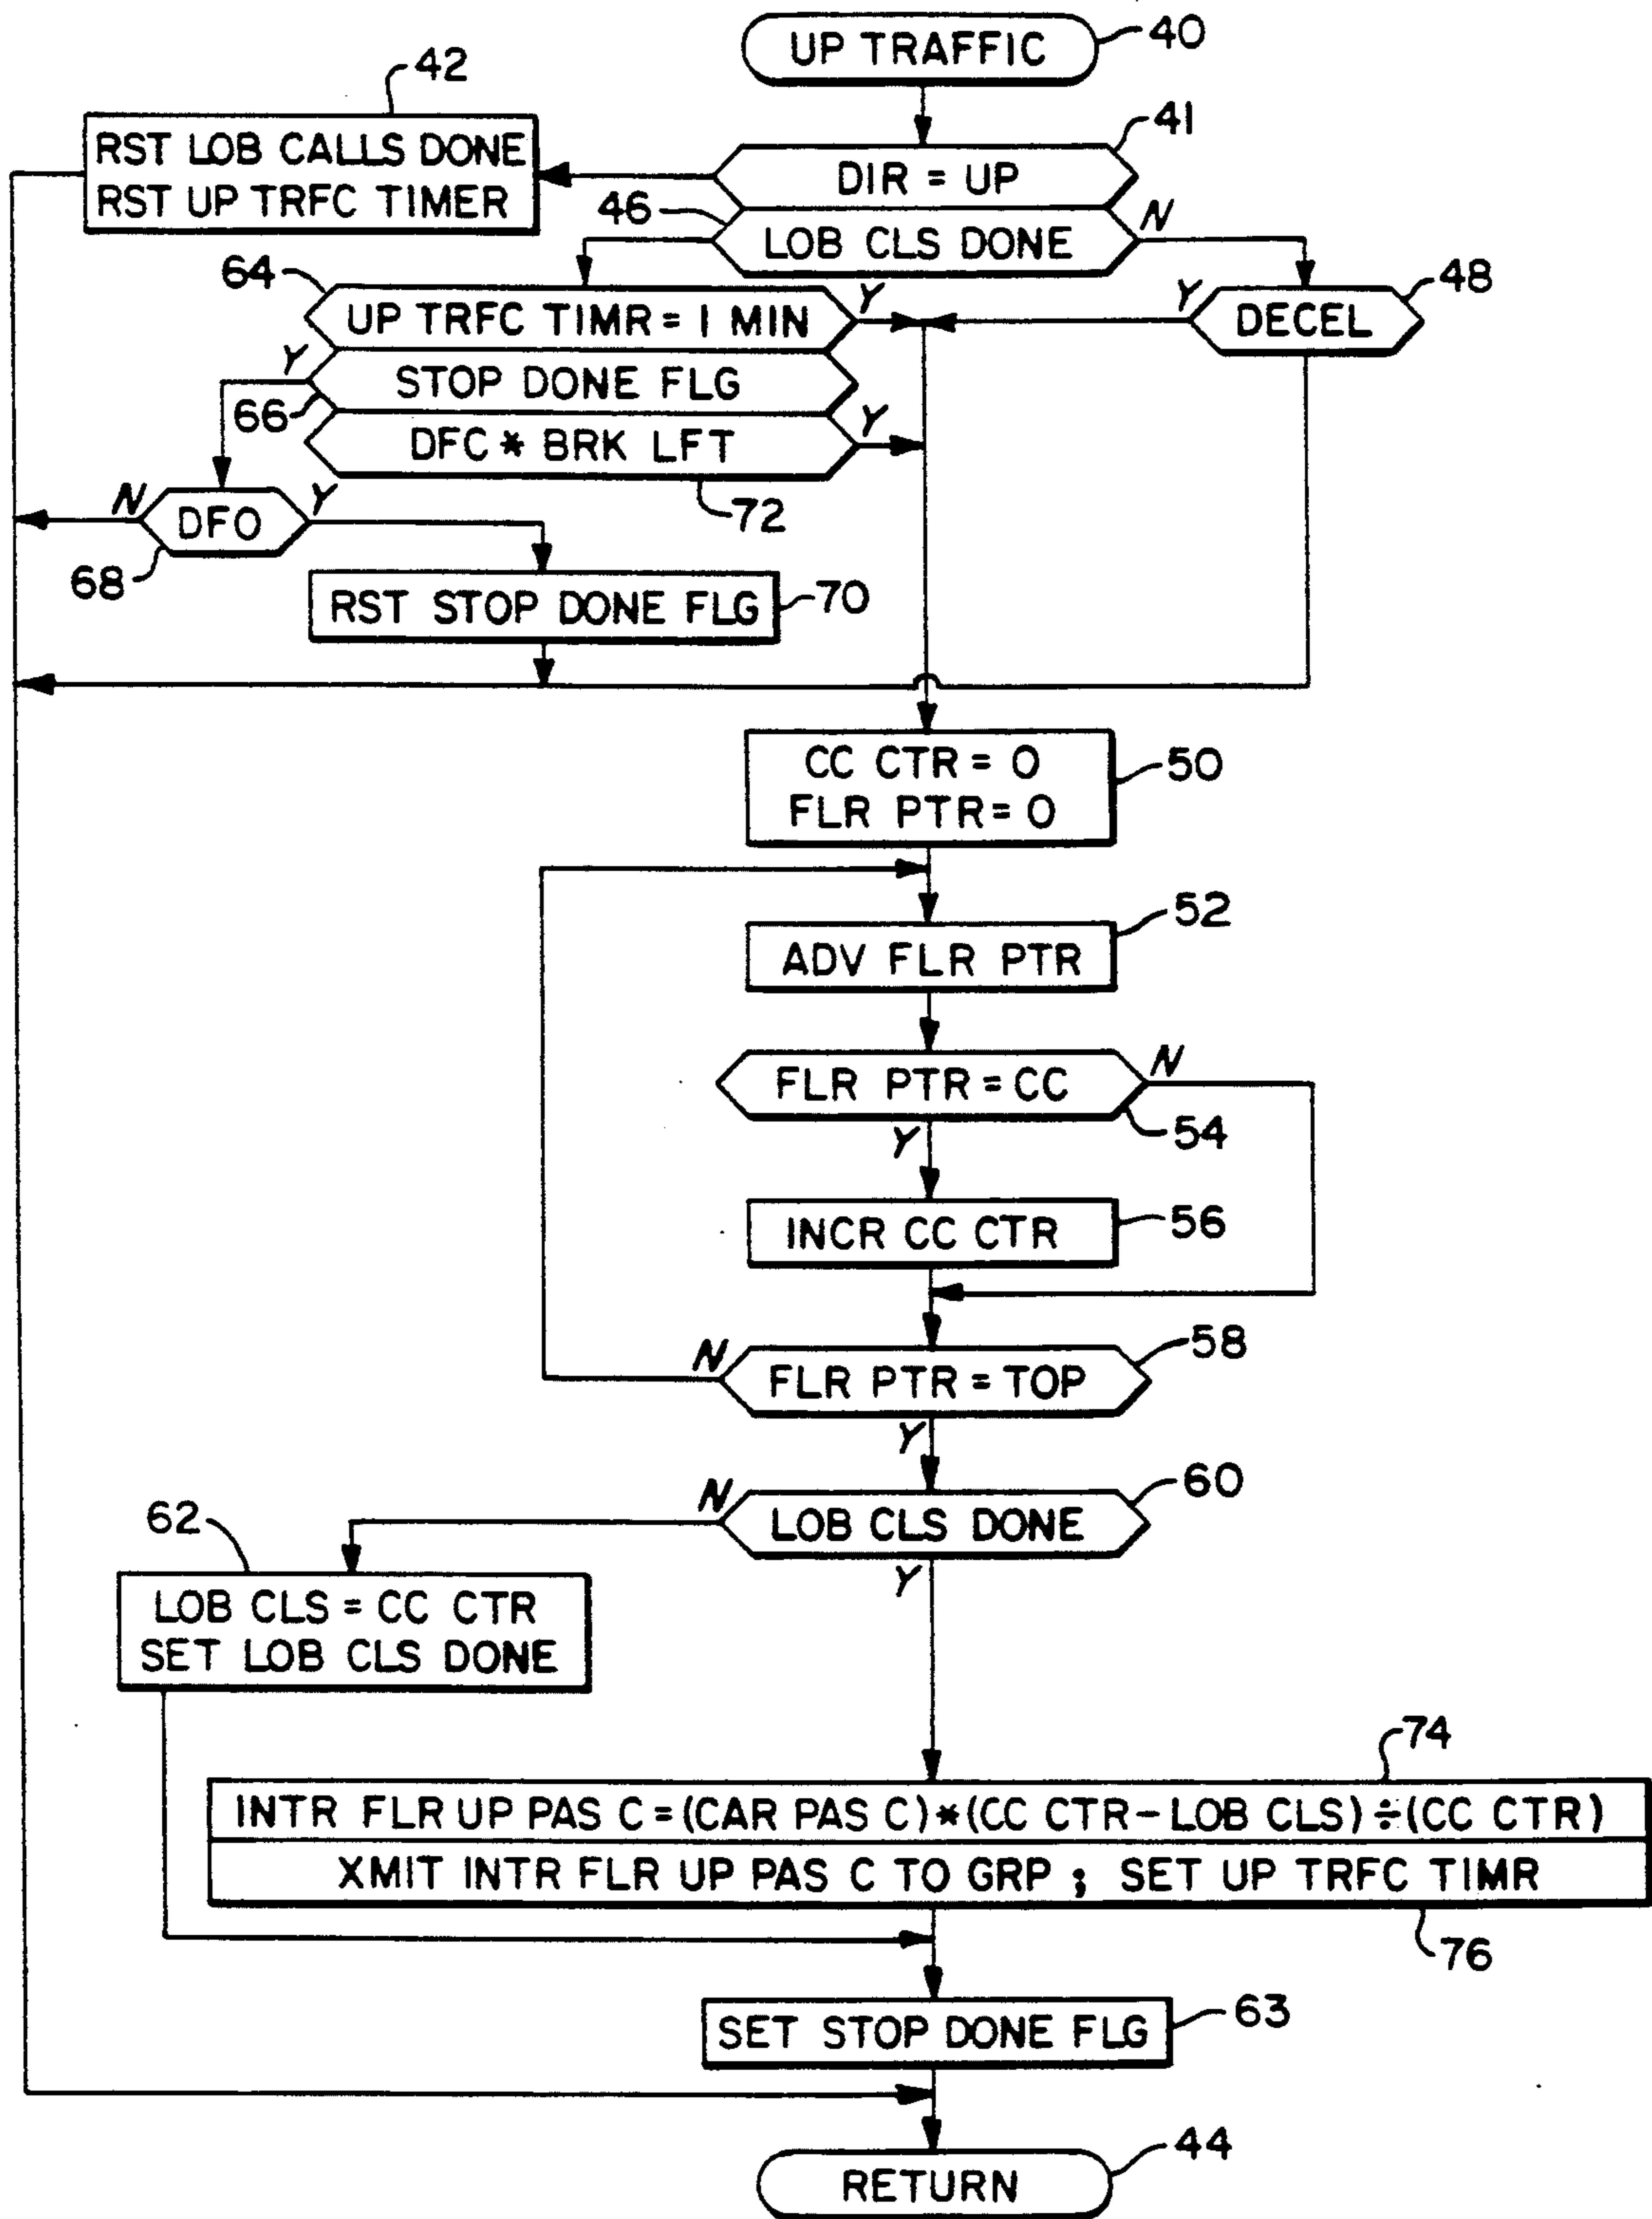 UP TRAFFIC
40
42
41
RST LOB CALLS DONE
RST UP TRFC TIMER
DIR = UP
46
LOB CLS DONE
N
64
UP TRFC TIMR = 1 MIN
Y
Y
48
DECEL
Y
STOP DONE FLG
66
DFC * BRK LFT
Y
72
N
DFO
Y
68
RST STOP DONE FLG
70
CC CTR = 0
FLR PTR = 0
50
52
ADV FLR PTR
FLR PTR = CC
N
54
Y
INCR CC CTR
56
58
N
FLR PTR = TOP
Y
60
N
LOB CLS DONE
62
Y
LOB CLS = CC CTR
SET LOB CLS DONE
74
INTR FLR UP PAS C = (CAR PAS C) * (CC CTR - LOB CLS) ÷ (CC CTR)
XMIT INTR FLR UP PAS C TO GRP ; SET UP TRFC TIMR
76
SET STOP DONE FLG
63
44
RETURN